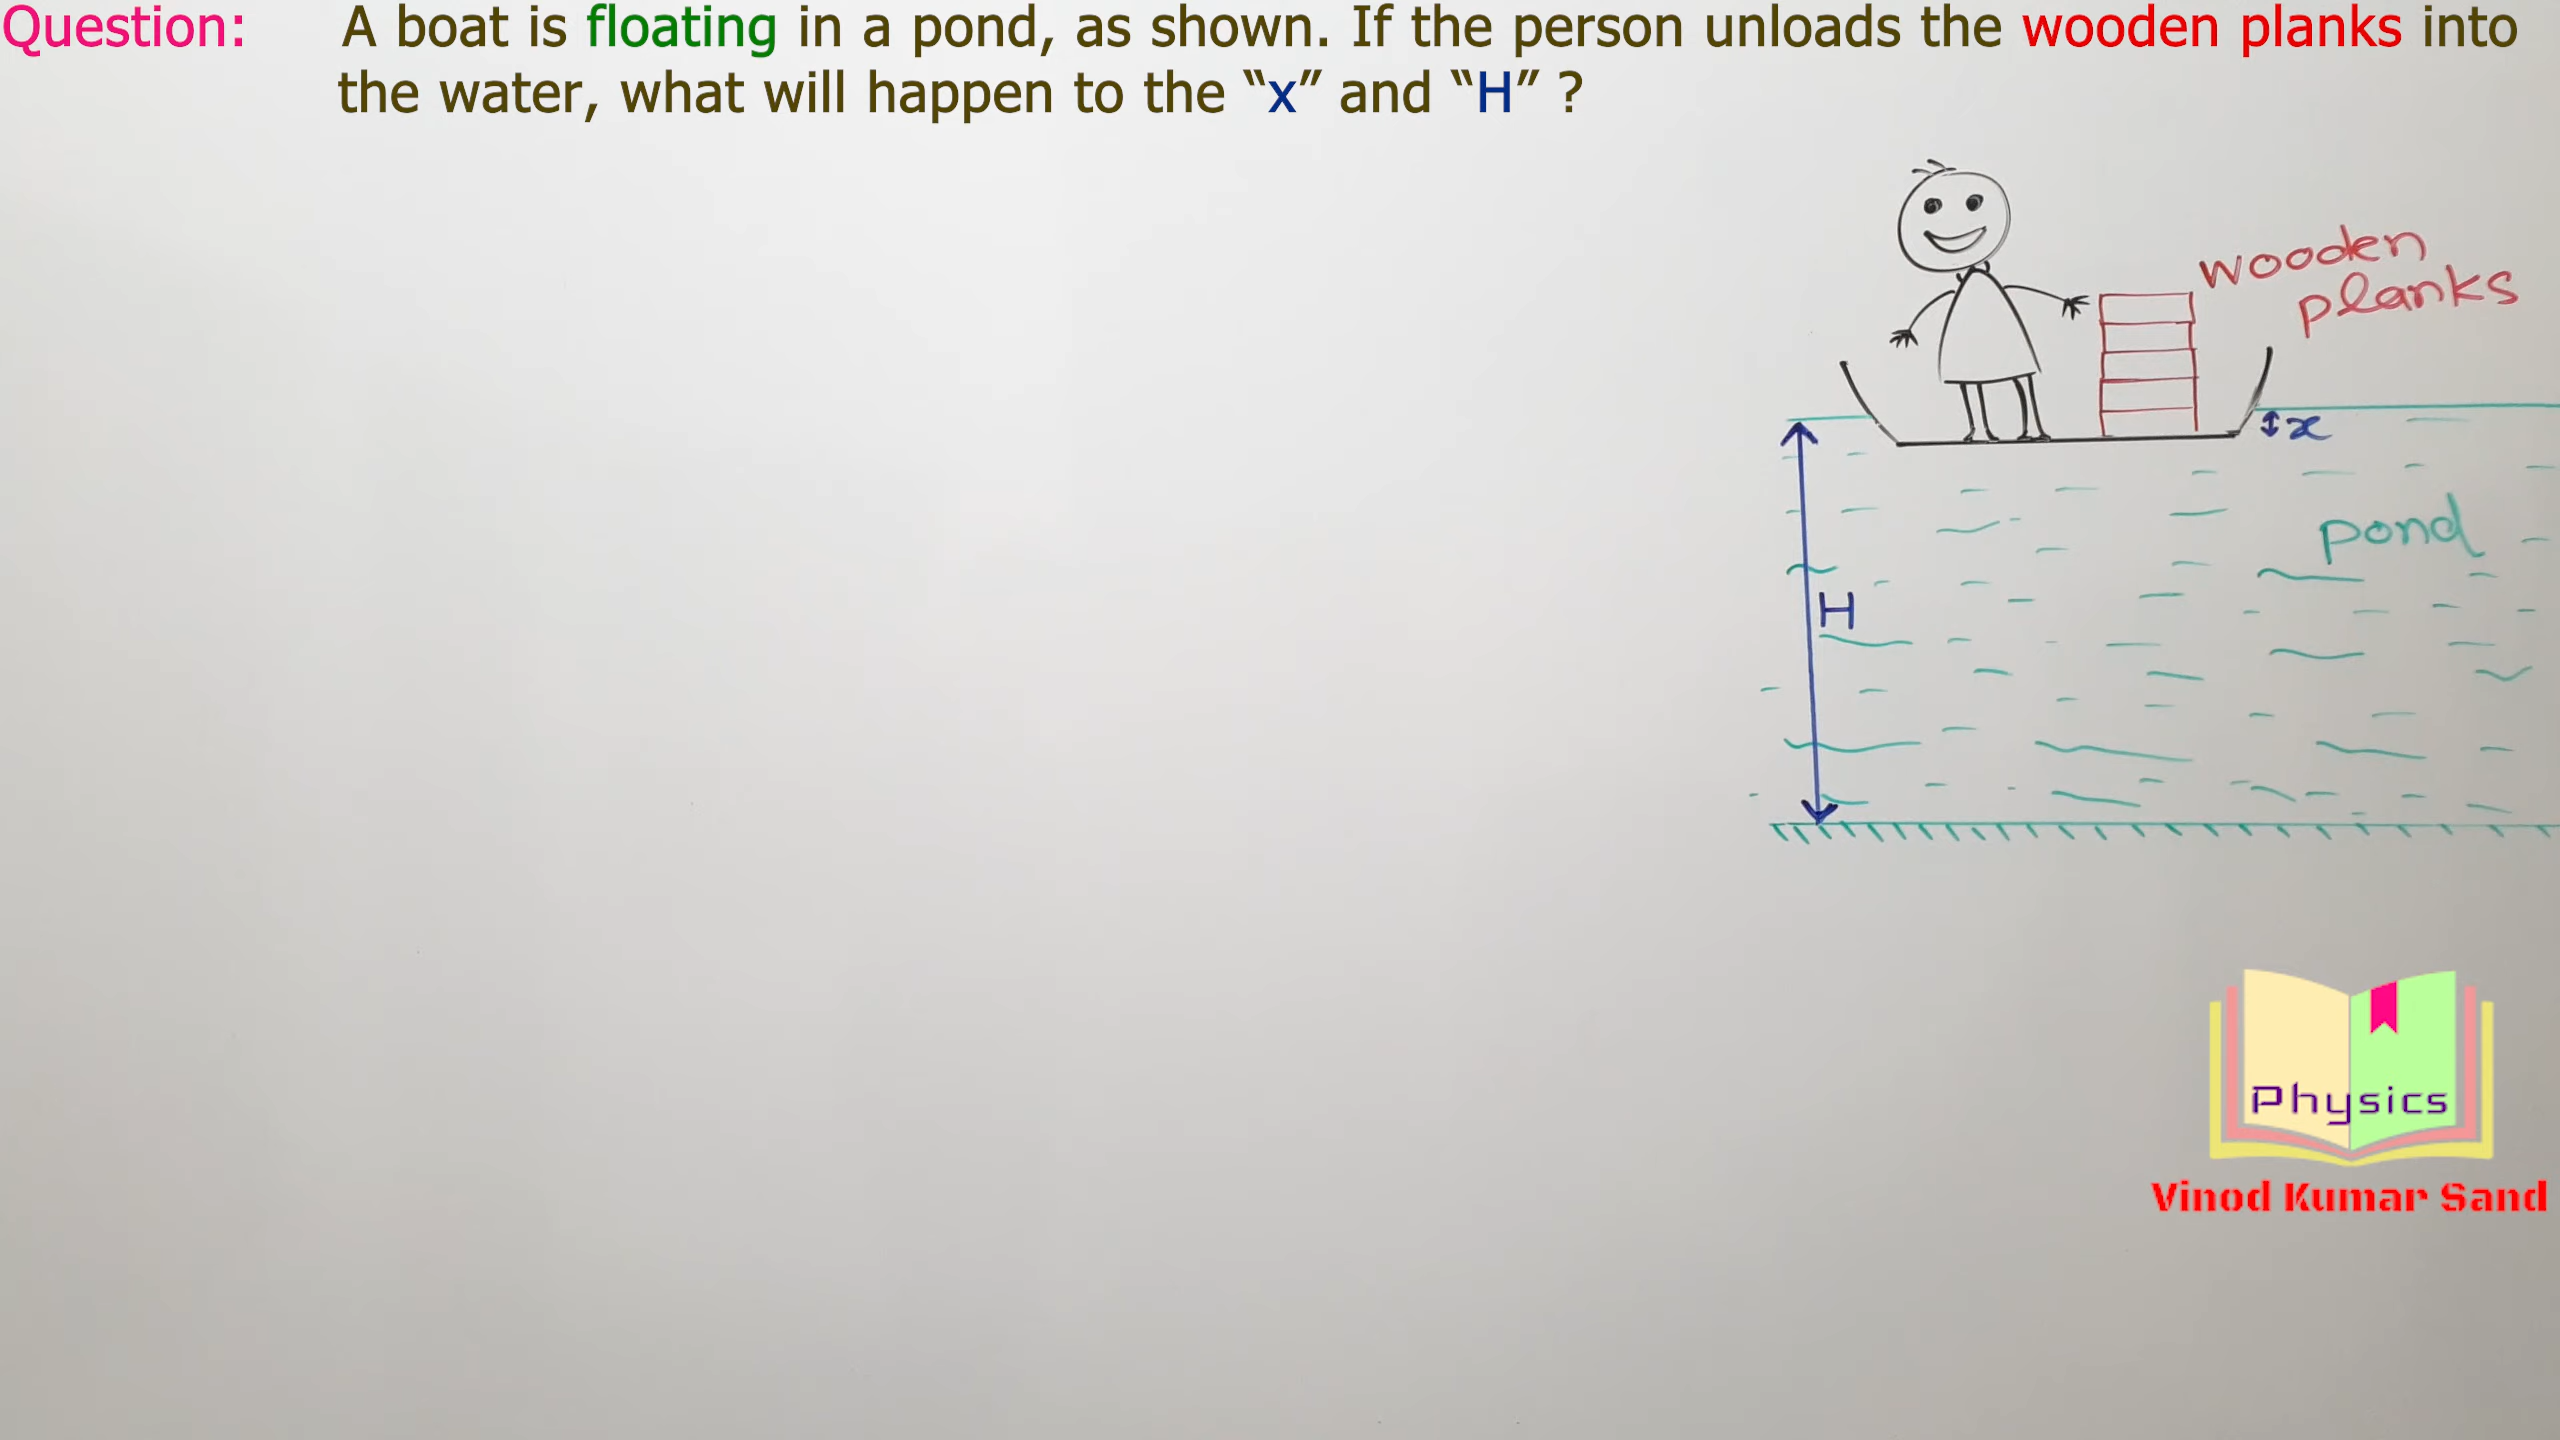 Question: A boat is floating in a pond, as shown. If the person unloads the wooden planks into
the water, what will happen to the “x” and “H” ?
wooden
planks
x
pond
H
Physics
Vinod Kumar Sand